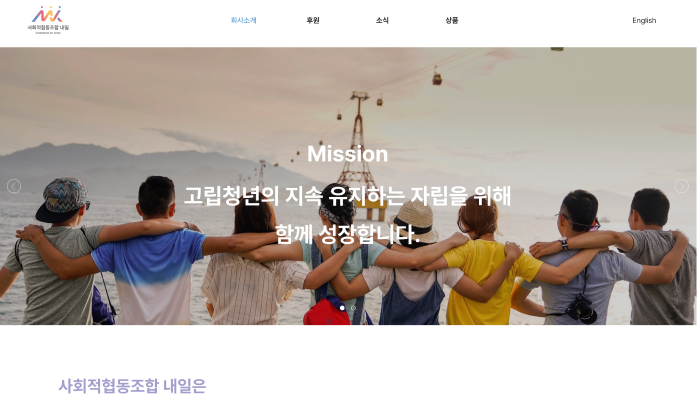 사회적협동조합 내일
회사소개
후원
소식
상품
English
Mission
고립청년의 지속 유지하는 자립을 위해
함께 성장합니다.
사회적협동조합 내일은